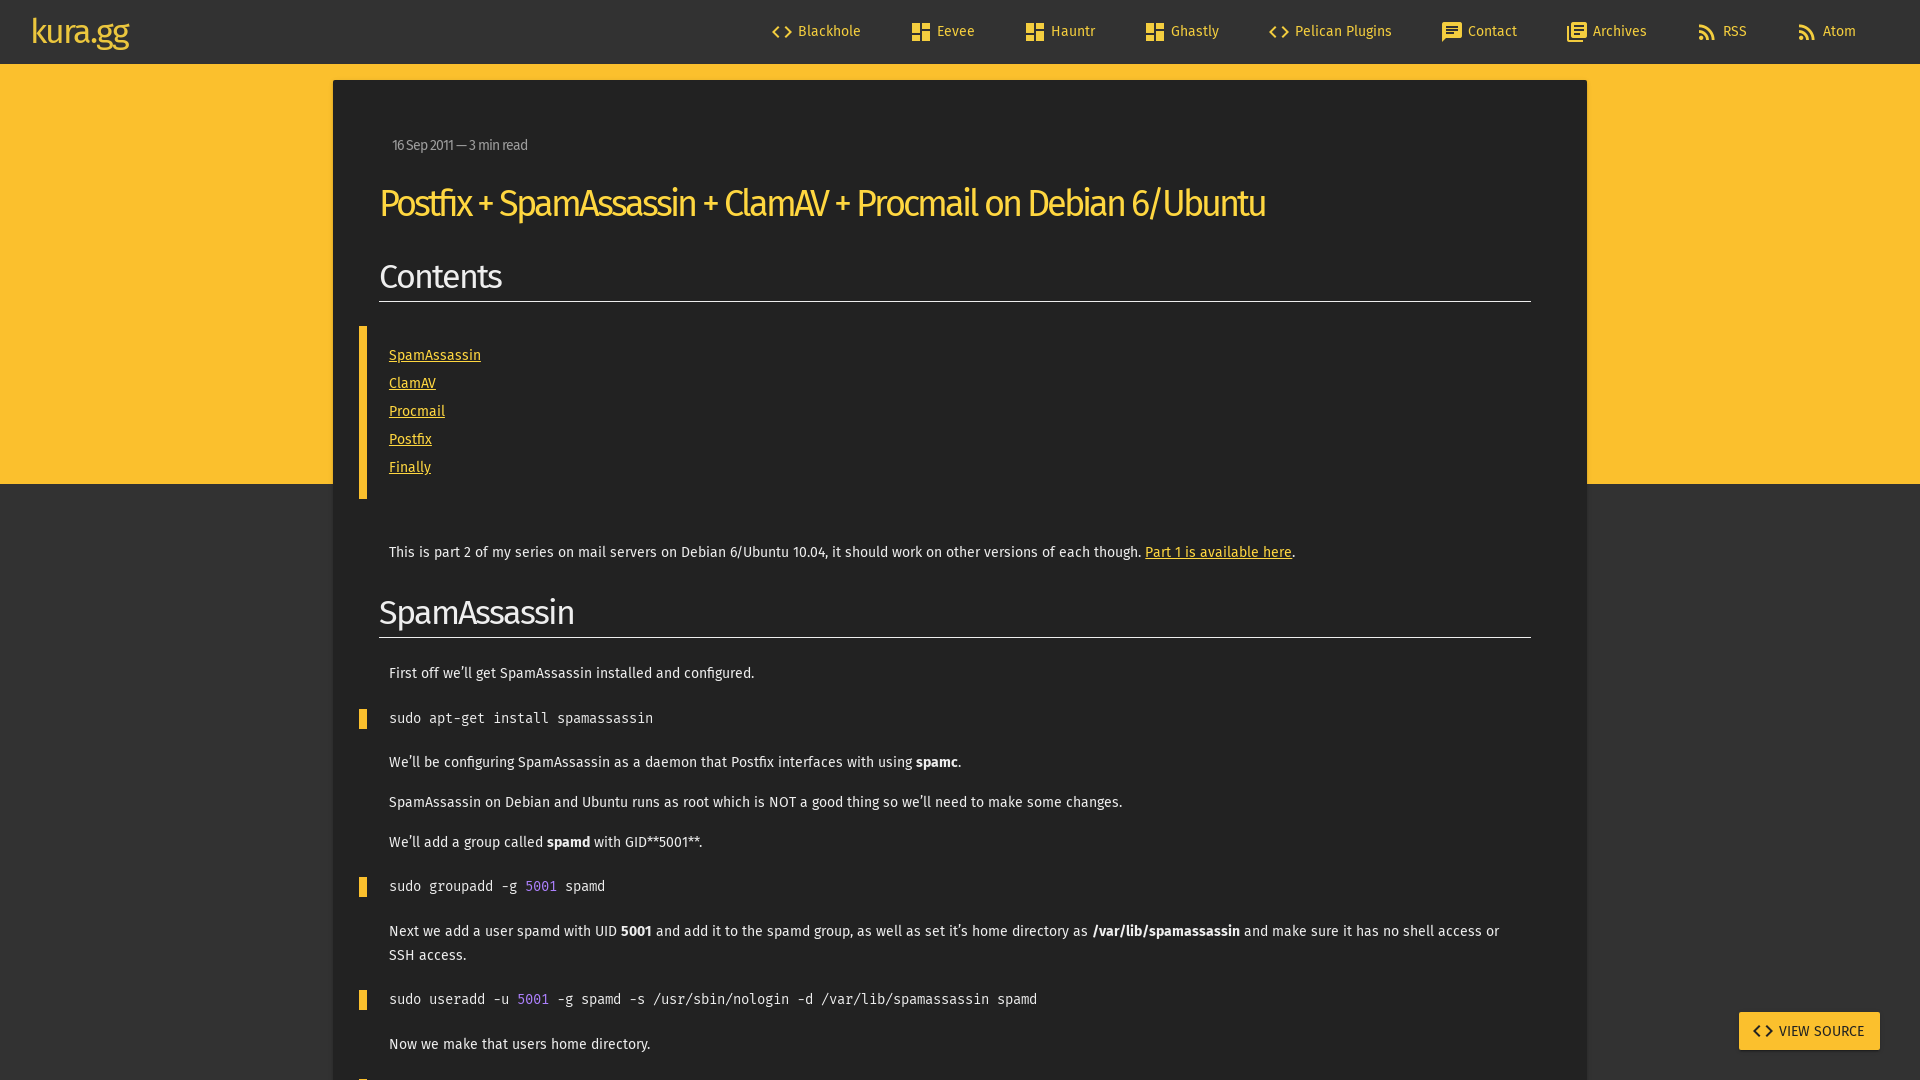 kura.gg
Blackhole
Eevee
Hauntr
Ghastly
Pelican Plugins
Contact
Archives
RSS
Atom
16 Sep 2011 — 3 min read
Postfix + SpamAssassin + ClamAV + Procmail on Debian 6/Ubuntu
Contents
SpamAssassin
ClamAV
Procmail
Postfix
Finally
This is part 2 of my series on mail servers on Debian 6/Ubuntu 10.04, it should work on other versions of each though. Part 1 is available here.
SpamAssassin
First off we’ll get SpamAssassin installed and configured.
sudo apt-get install spamassassin
We’ll be configuring SpamAssassin as a daemon that Postfix interfaces with using spamc.
SpamAssassin on Debian and Ubuntu runs as root which is NOT a good thing so we’ll need to make some changes.
We’ll add a group called spamd with GID**5001**.
sudo groupadd -g 5001 spamd
Next we add a user spamd with UID 5001 and add it to the spamd group, as well as set it’s home directory as /var/lib/spamassassin and make sure it has no shell access or
SSH access.
sudo useradd -u 5001 -g spamd -s /usr/sbin/nologin -d /var/lib/spamassassin spamd
Now we make that users home directory.
VIEW SOURCE